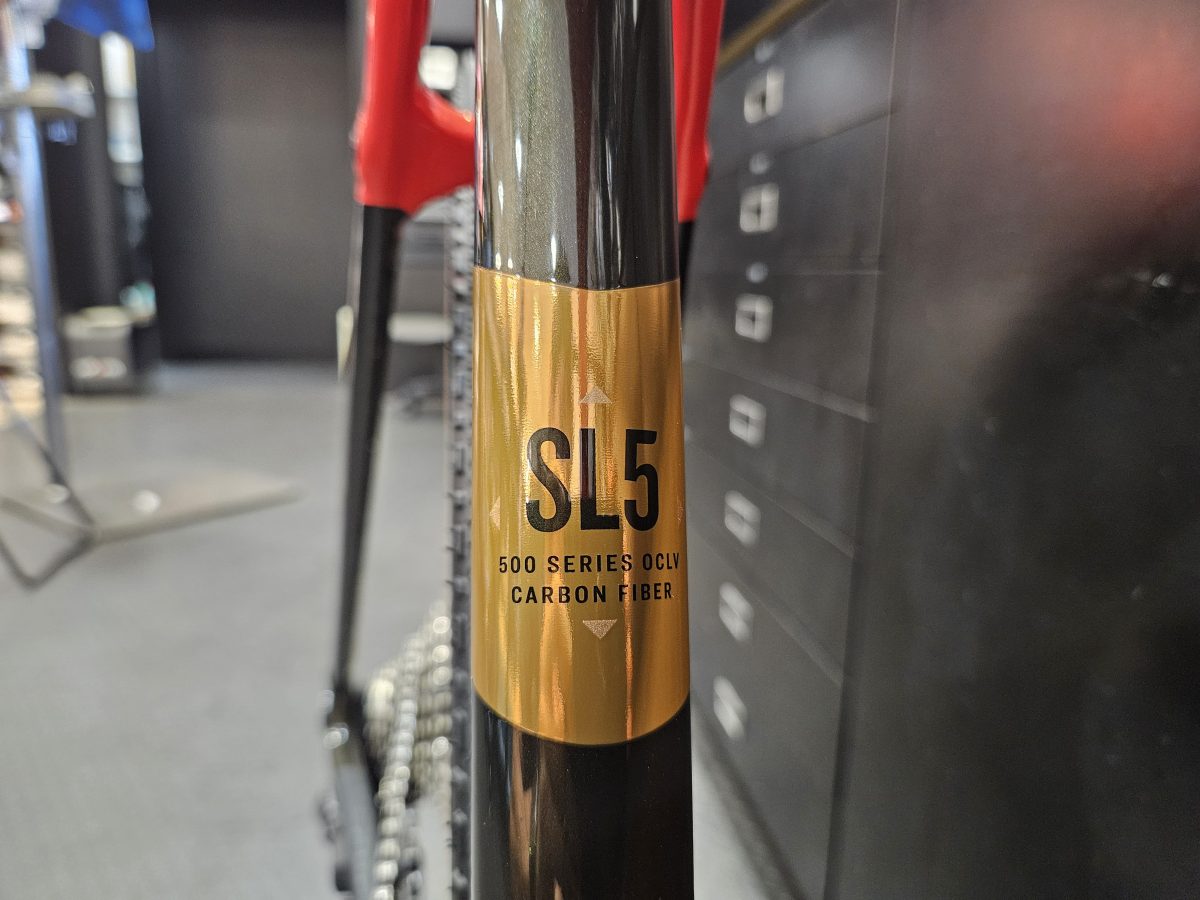 SL5
500 SERIES OCLV
CARBON FIBER